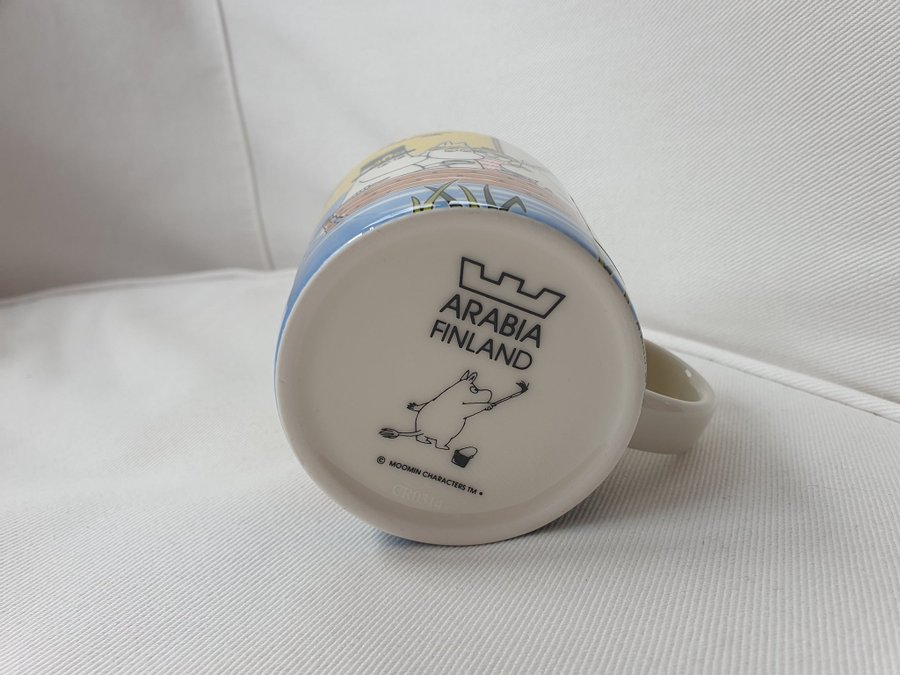 ARABIA
FINLAND
© MOOMIN CHARACTERS TM